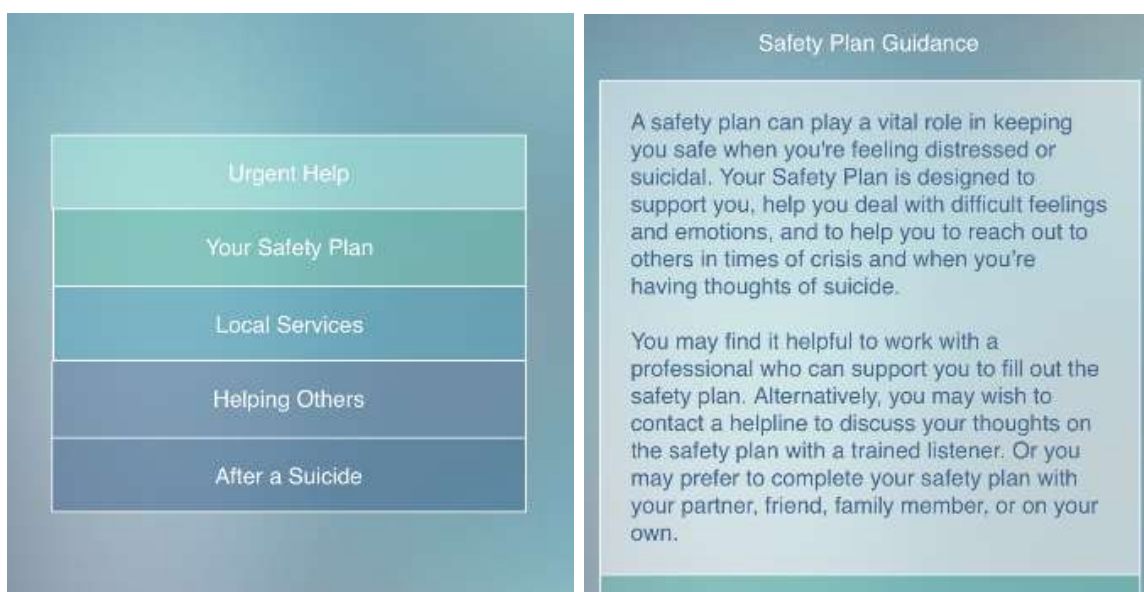 Urgent Help
Your Safety Plan
Local Services
Helping Others
After a Suicide
Safety Plan Guidance
A safety plan can play a vital role in keeping
you safe when you're feeling distressed or
suicidal. Your Safety Plan is designed to
support you, help you deal with difficult feelings
and emotions, and to help you to reach out to
others in times of crisis and when you're
having thoughts of suicide.
You may find it helpful to work with a
professional who can support you to fill out the
safety plan. Alternatively, you may wish to
contact a helpline to discuss your thoughts on
the safety plan with a trained listener. Or you
may prefer to complete your safety plan with
your partner, friend, family member, or on your
own.